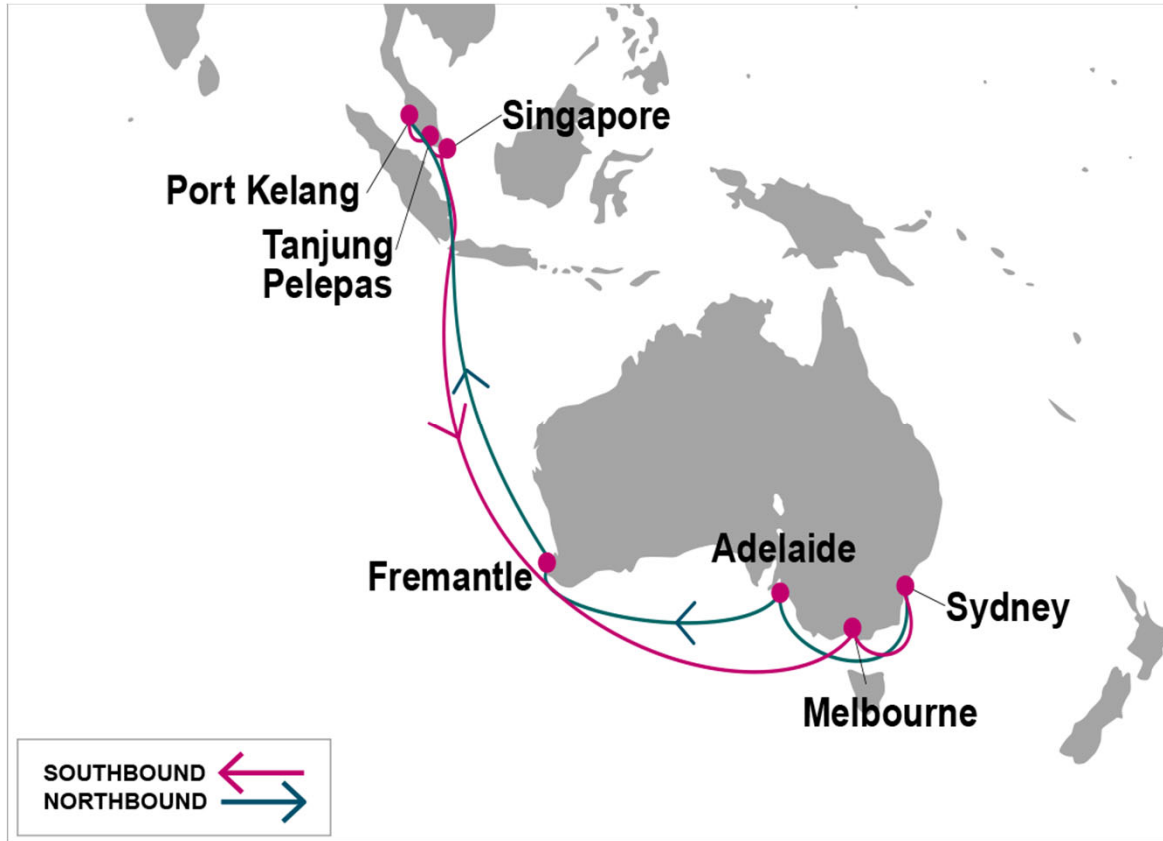 Singapore
Port Kelang
Tanjung
Pelepas
Adelaide
Fremantle
Sydney
Melbourne
SOUTHBOUND
NORTHBOUND